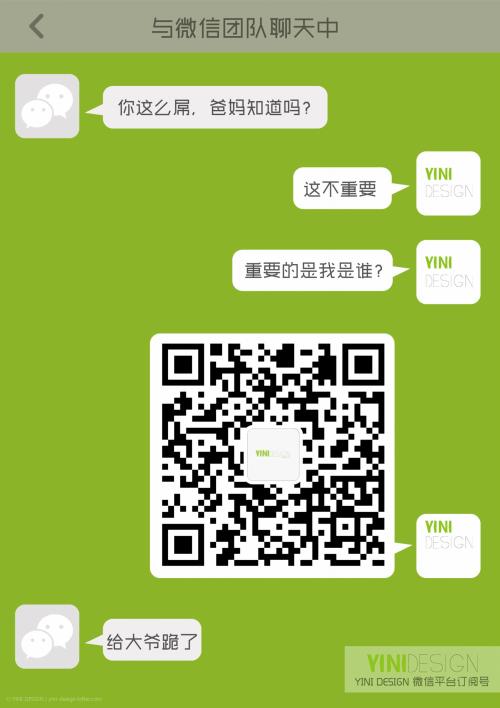 与微信团队聊天中
你这么屌，爸妈知道吗？
这不重要
YINI
DESIGN
重要的是我是谁？
YINI
DESIGN
YINIDESIGN
YINI
DESIGN
给大爷跪了
YINIDESIGN
YINI DESIGN 微信平台订阅号